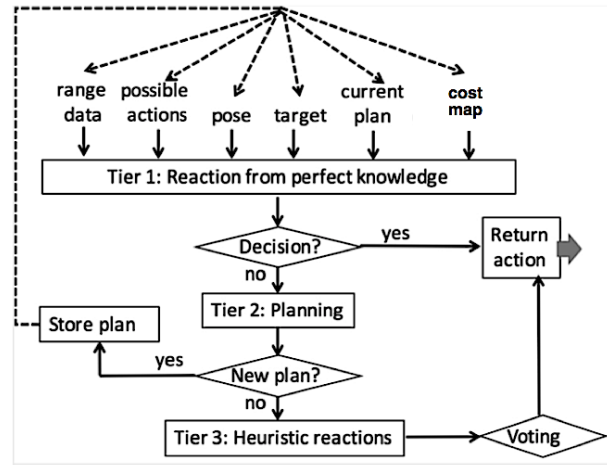 range data
possible actions
pose
target
current plan
cost map
Tier 1: Reaction from perfect knowledge
Decision?
yes
Return action
no
Tier 2: Planning
Store plan
yes
New plan?
no
Tier 3: Heuristic reactions
Voting